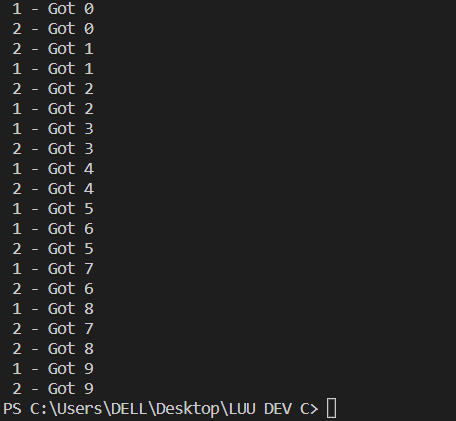 1 - Got 0
2 - Got 0
2 - Got 1
1 - Got 1
2 - Got 2
1 - Got 2
1 - Got 3
2 - Got 3
1 - Got 4
2 - Got 4
1 - Got 5
1 - Got 6
2 - Got 5
1 - Got 7
2 - Got 6
1 - Got 8
2 - Got 7
2 - Got 8
1 - Got 9
2 - Got 9
PS C:\Users\DELL\Desktop\LUU DEV C>